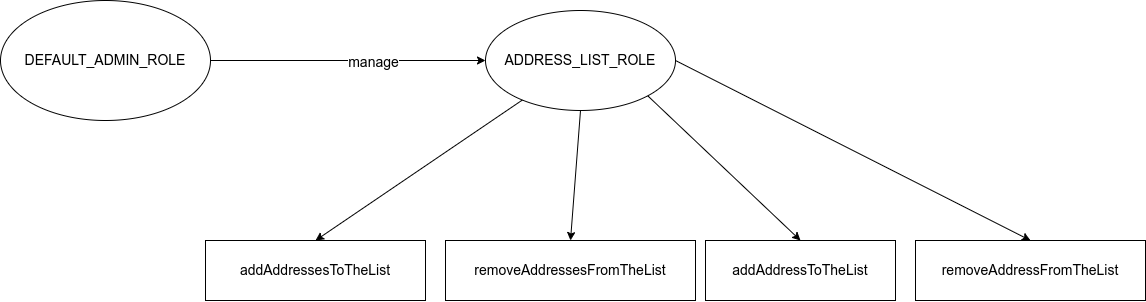 DEFAULT_ADMIN_ROLE
manage
ADDRESS_LIST_ROLE
addAddressesToTheList
removeAddressesFromTheList
addAddressToTheList
removeAddressFromTheList